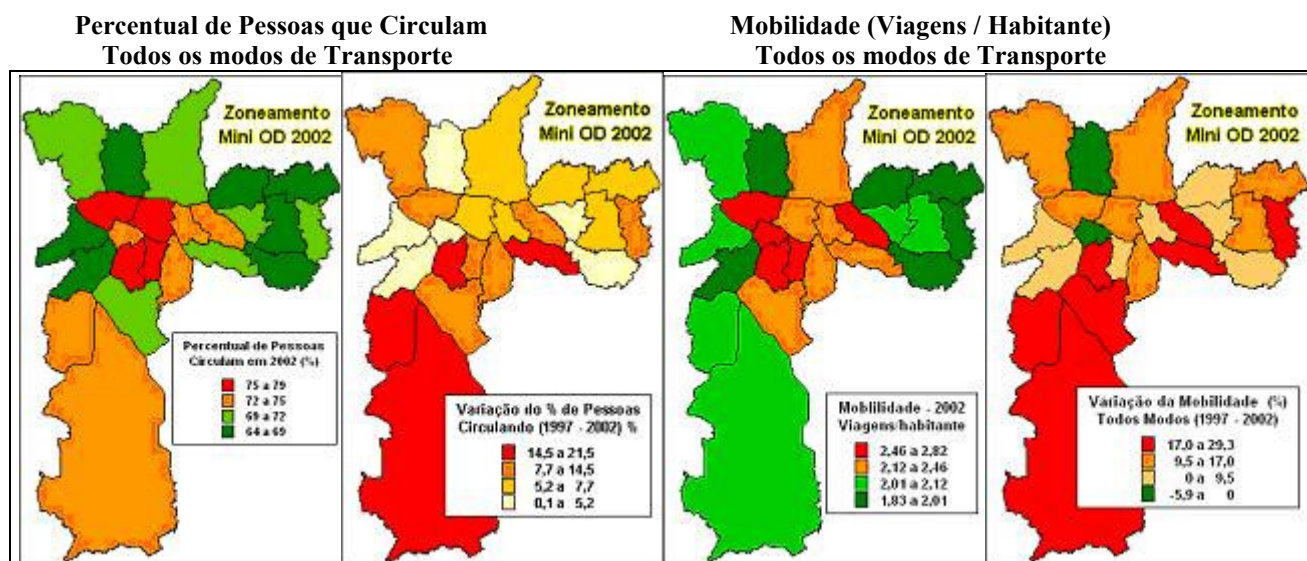 Percentual de Pessoas que Circulam
Todos os modos de Transporte
Mobilidade (Viagens / Habitante)
Todos os modos de Transporte
Zoneamento
Mini OD 2002
Percentual de Pessoas
Circulam em 2002 (%)
75 a 79
72 a 75
69 a 72
64 a 69
Zoneamento
Mini OD 2002
Variação do % de Pessoas
Circulando (1997 - 2002) %
14,5 a 21,5
7,7 a 14,5
5,2 a 7,7
0,1 a 5,2
Zoneamento
Mini OD 2002
Moblilidade - 2002
Viagens/habitante
2,46 a 2,82
2,12 a 2,46
2,01 a 2,12
1,83 a 2,01
Zoneamento
Mini OD 2002
Variação da Mobilidade (%)
Todos Modos (1997 - 2002)
17,0 a 29,3
9,5 a 17,0
0 a 9,5
-5,9 a 0